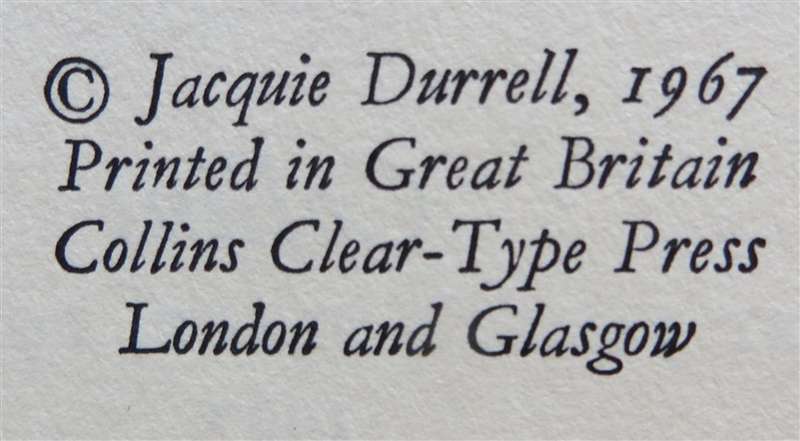 © Jacquie Durrell, 1967
Printed in Great Britain
Collins Clear-Type Press
London and Glasgow